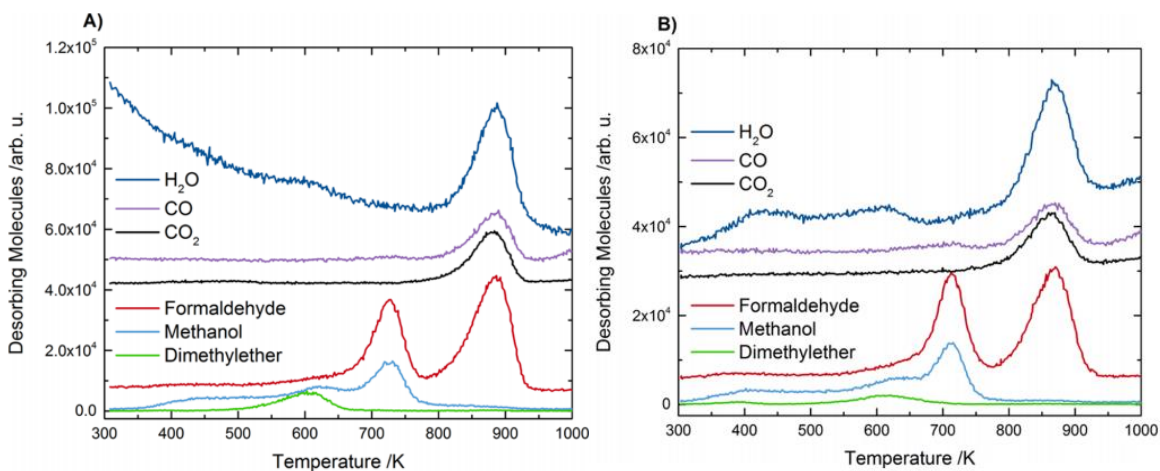 A)
1.2x10⁵
1.0x10⁵
8.0x10⁴
6.0x10⁴
4.0x10⁴
2.0x10⁴
0.0
Desorbing Molecules /arb. u.
H₂O
CO
CO₂
Formaldehyde
Methanol
Dimethylether
300 400 500 600 700 800 900 1000
Temperature /K
B)
8x10⁴
6x10⁴
4x10⁴
2x10⁴
0
Desorbing Molecules /arb. u.
H₂O
CO
CO₂
Formaldehyde
Methanol
Dimethylether
300 400 500 600 700 800 900 1000
Temperature /K